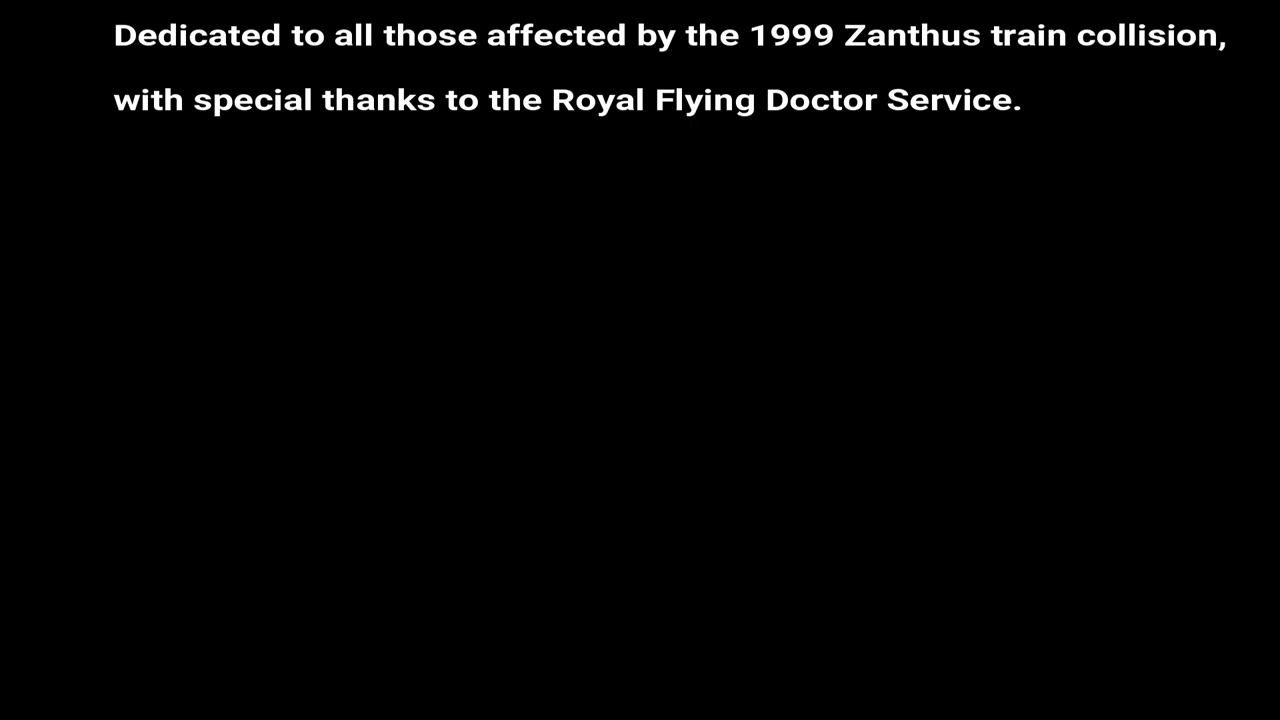 Dedicated to all those affected by the 1999 Zanthus train collision,
with special thanks to the Royal Flying Doctor Service.